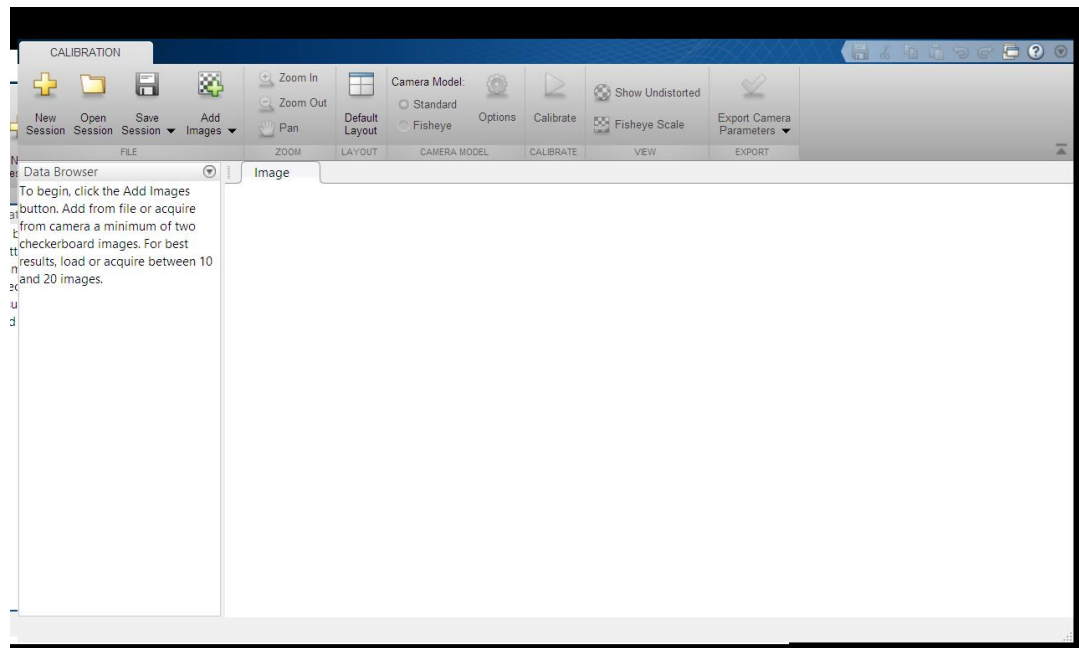 CALIBRATION
New
Session
Open
Session
Save
Session
Add
Images
FILE
Zoom In
Zoom Out
Pan
ZOOM
Default
Layout
LAYOUT
Camera Model:
Standard
Fisheye
Options
CAMERA MODEL
Calibrate
CALIBRATE
Show Undistorted
Fisheye Scale
VIEW
Export Camera
Parameters
EXPORT
Data Browser
Image
To begin, click the Add Images
button. Add from file or acquire
from camera a minimum of two
checkerboard images. For best
results, load or acquire between 10
and 20 images.